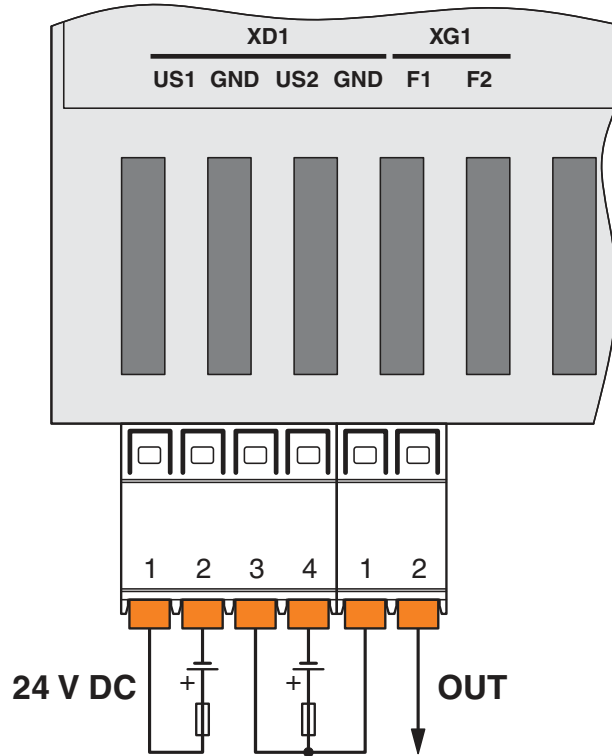 XD1 XG1
US1 GND US2 GND F1 F2
1 2 3 4 1 2
24 V DC + + OUT